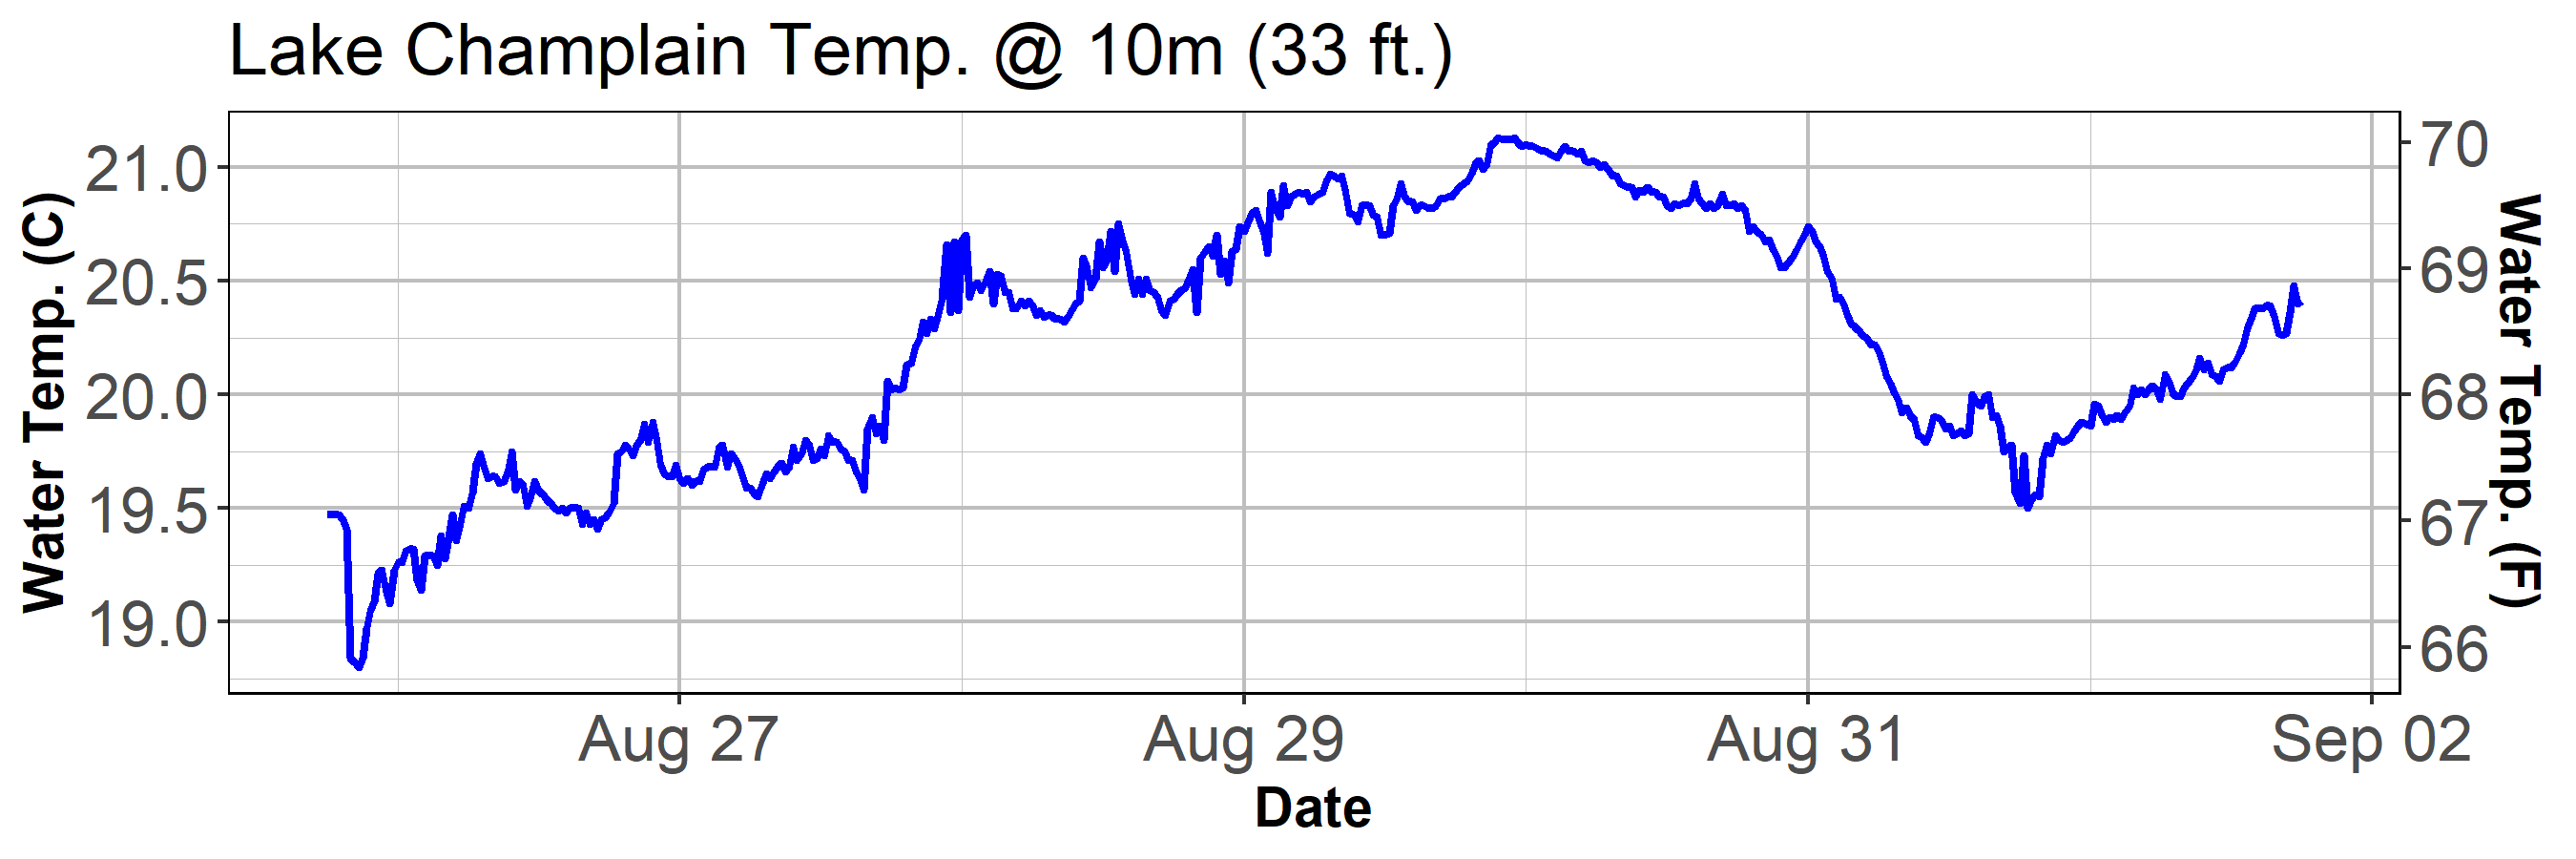 Lake Champlain Temp. @ 10m (33 ft.)
Water Temp. (C)
21.0
20.5
20.0
19.5
19.0
70
69
68
67
66
Water Temp. (F)
Aug 27 Aug 29 Aug 31 Sep 02
Date